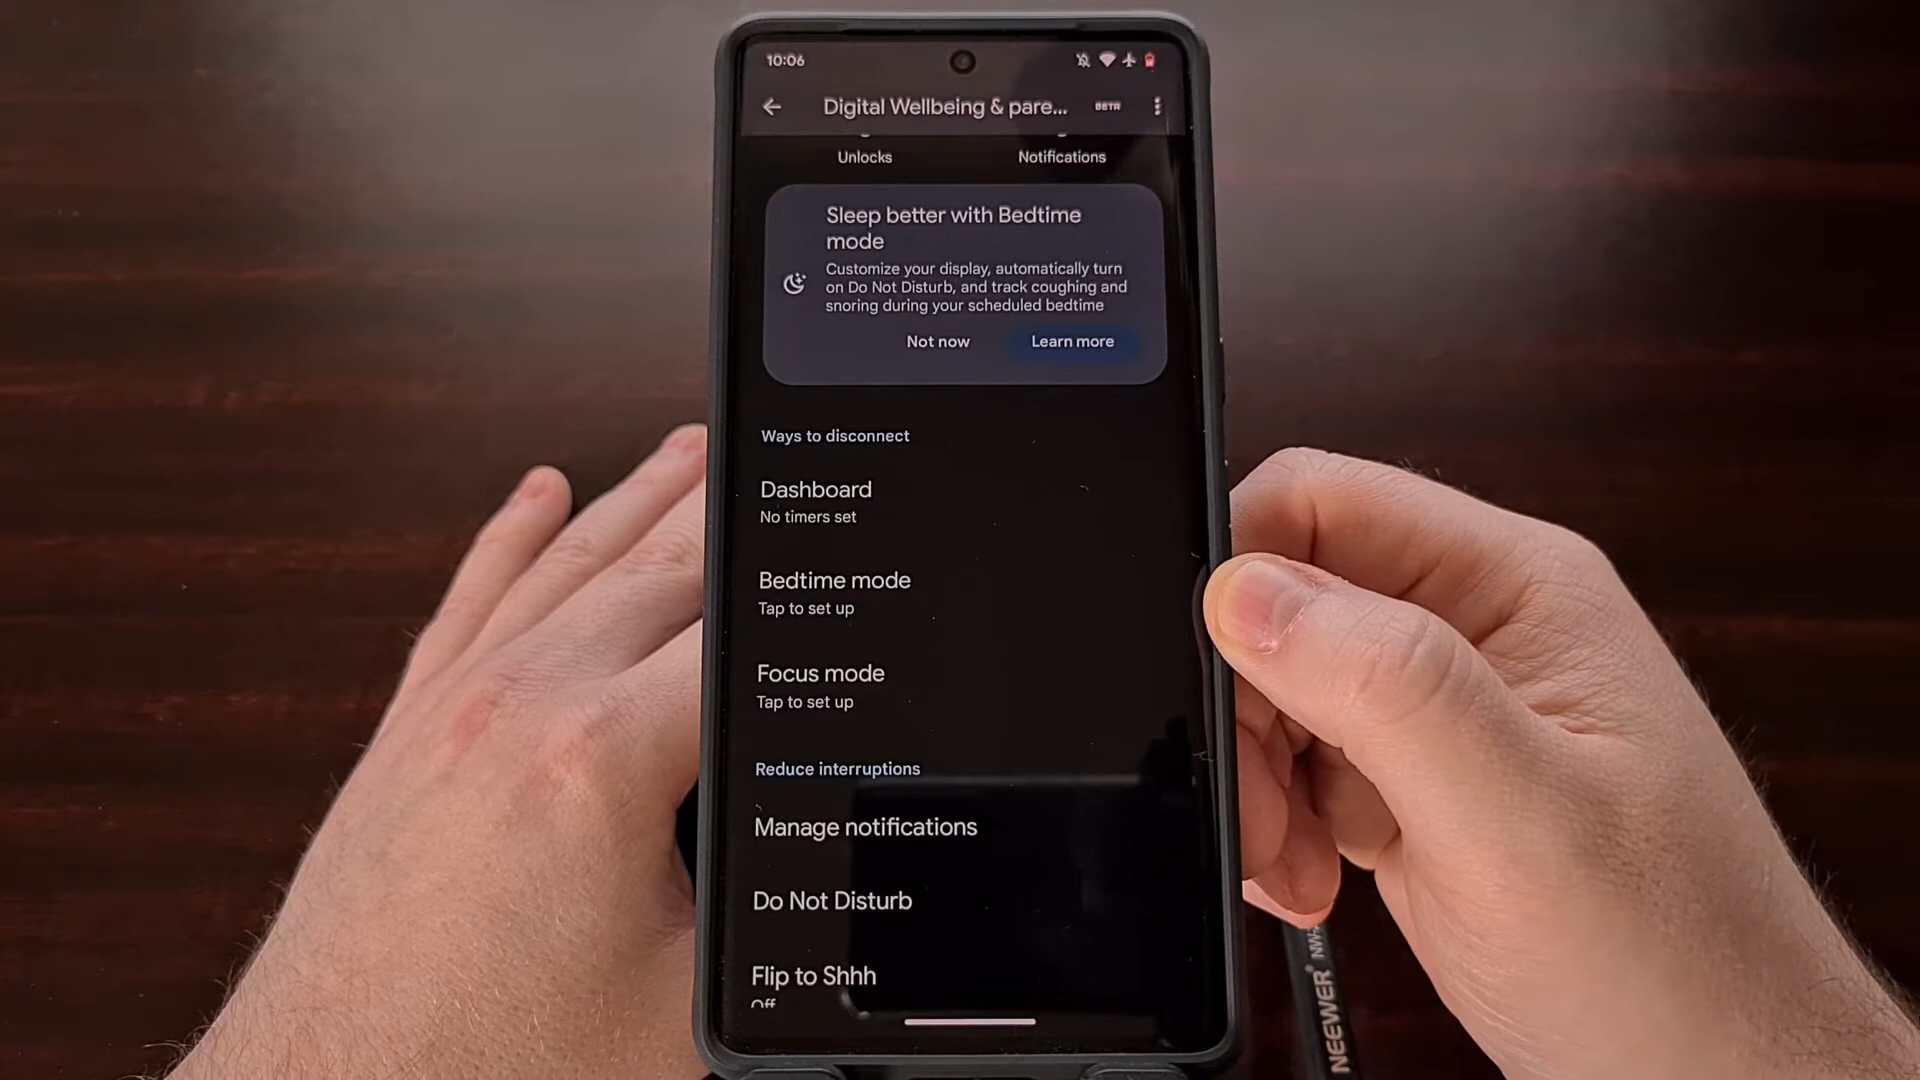 10:06
Digital Wellbeing & pare... BETA
Unlocks Notifications
Sleep better with Bedtime
mode
Customize your display, automatically turn
on Do Not Disturb, and track coughing and
snoring during your scheduled bedtime
Not now Learn more
Ways to disconnect
Dashboard
No timers set
Bedtime mode
Tap to set up
Focus mode
Tap to set up
Reduce interruptions
Manage notifications
Do Not Disturb
Flip to Shhh
Off
NEEWER® NW-